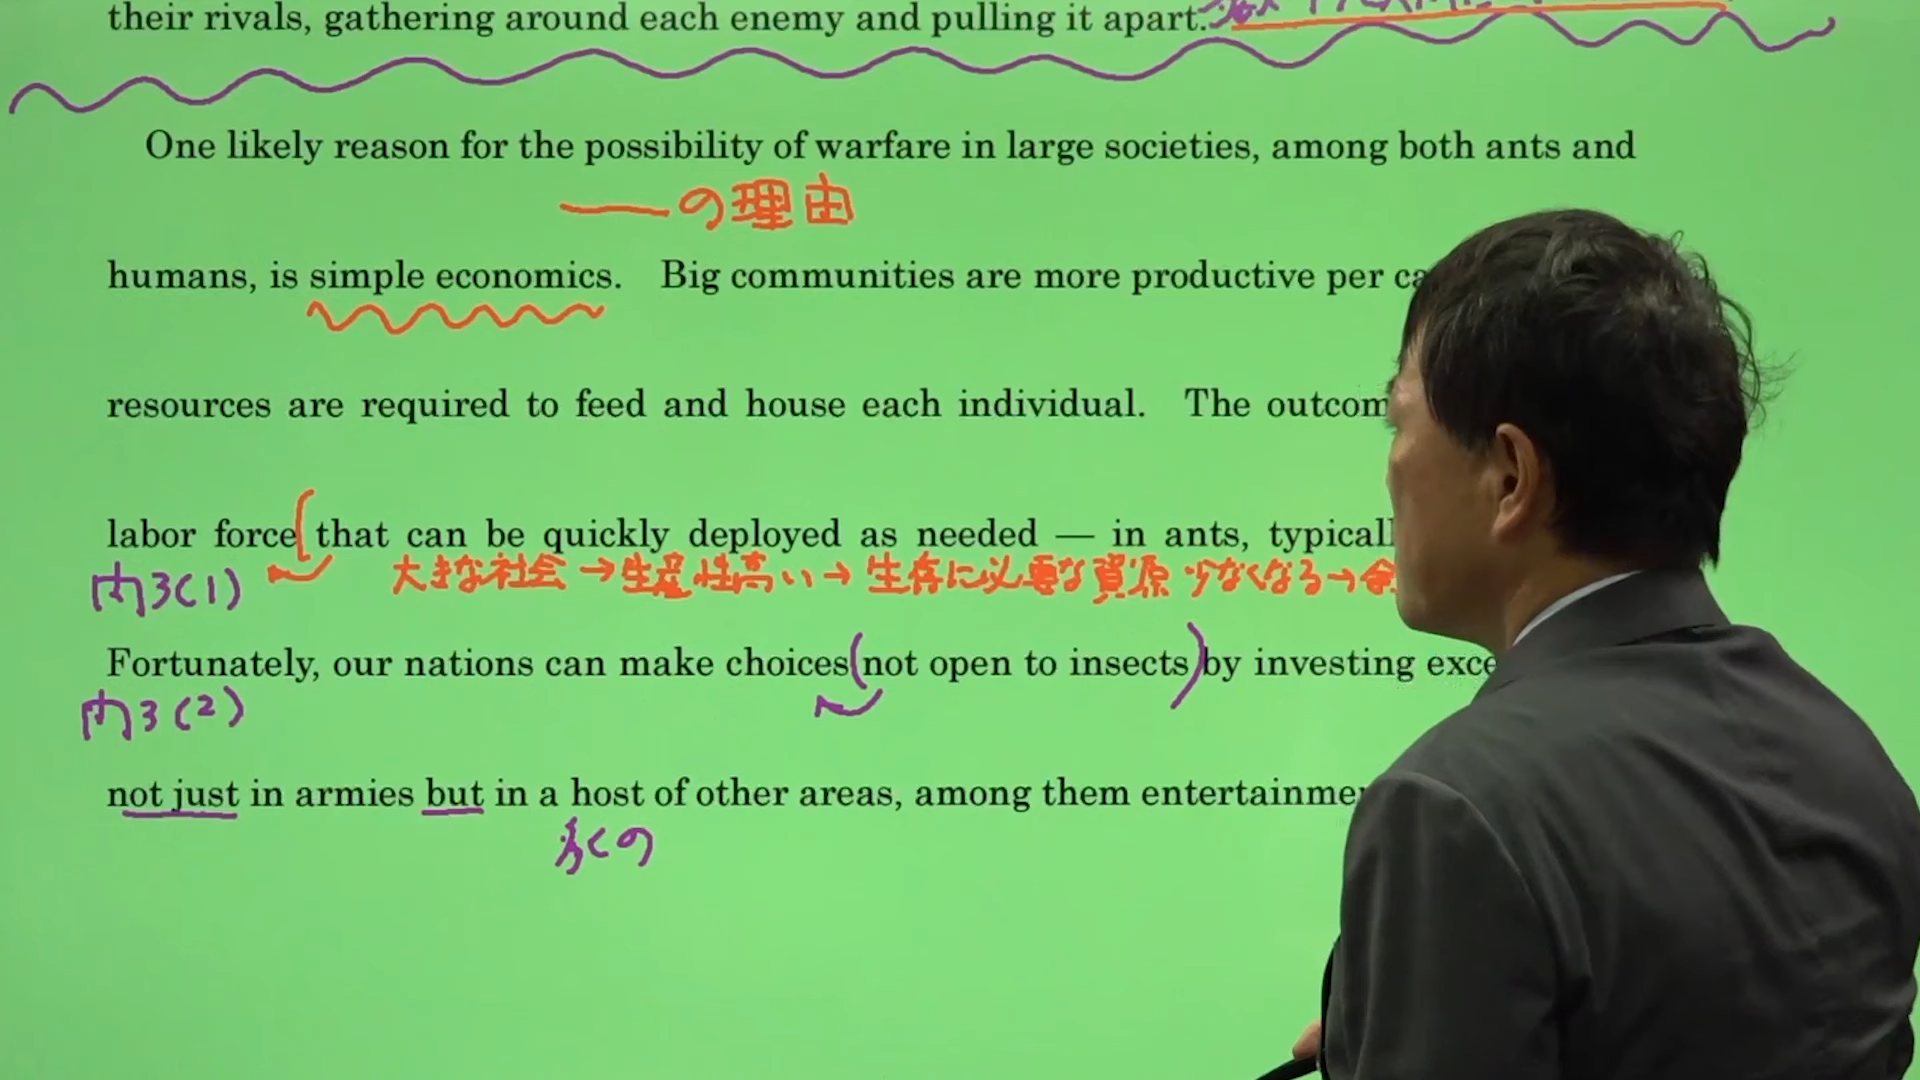 their rivals, gathering around each enemy and pulling it apart.
One likely reason for the possibility of warfare in large societies, among both ants and
の理由
humans, is simple economics. Big communities are more productive per
resources are required to feed and house each individual. The
labor force that can be quickly deployed as needed — in ants,
内3(1) 大きな社会→生産性高い→生存に必要な資源少なくなる→
Fortunately, our nations can make choices not open to insects by investing
内3(2)
not just in armies but in a host of other areas, among them
多くの